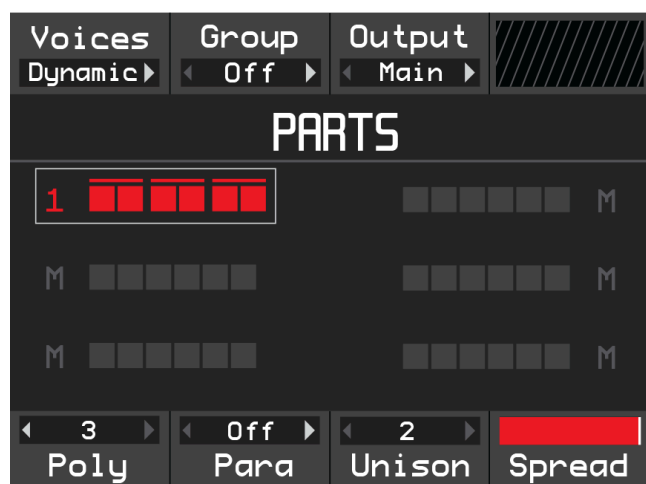 Voices Group Output
Dynamic Off Main
PARTS
1 M
M M
M M
3 Off 2
Poly Para Unison Spread